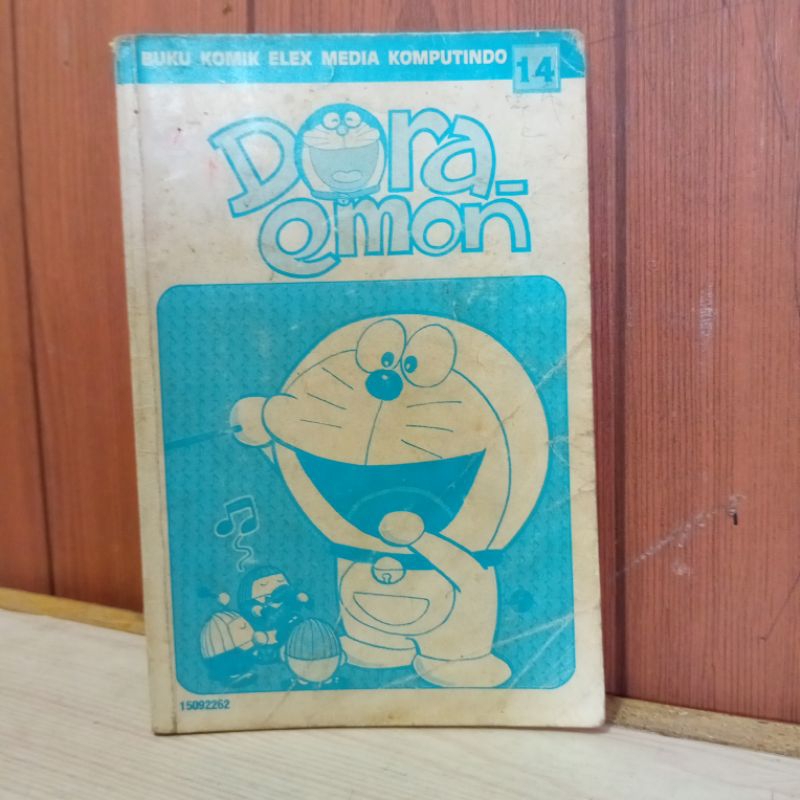 BUKU KOMIK ELEX MEDIA KOMPUTINDO
14
Dora-
emon
15092262